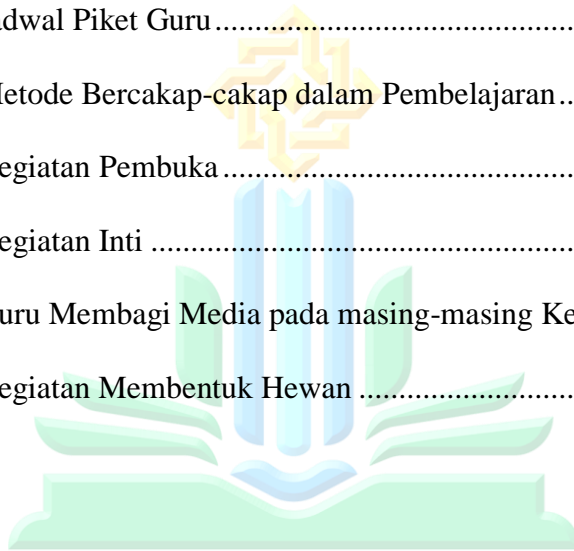 adwal Piket Guru ......................................
etode Bercakap-cakap dalam Pembelajaran ..
egiatan Pembuka .....................................
egiatan Inti .............................................
uru Membagi Media pada masing-masing Ke
egiatan Membentuk Hewan .......................